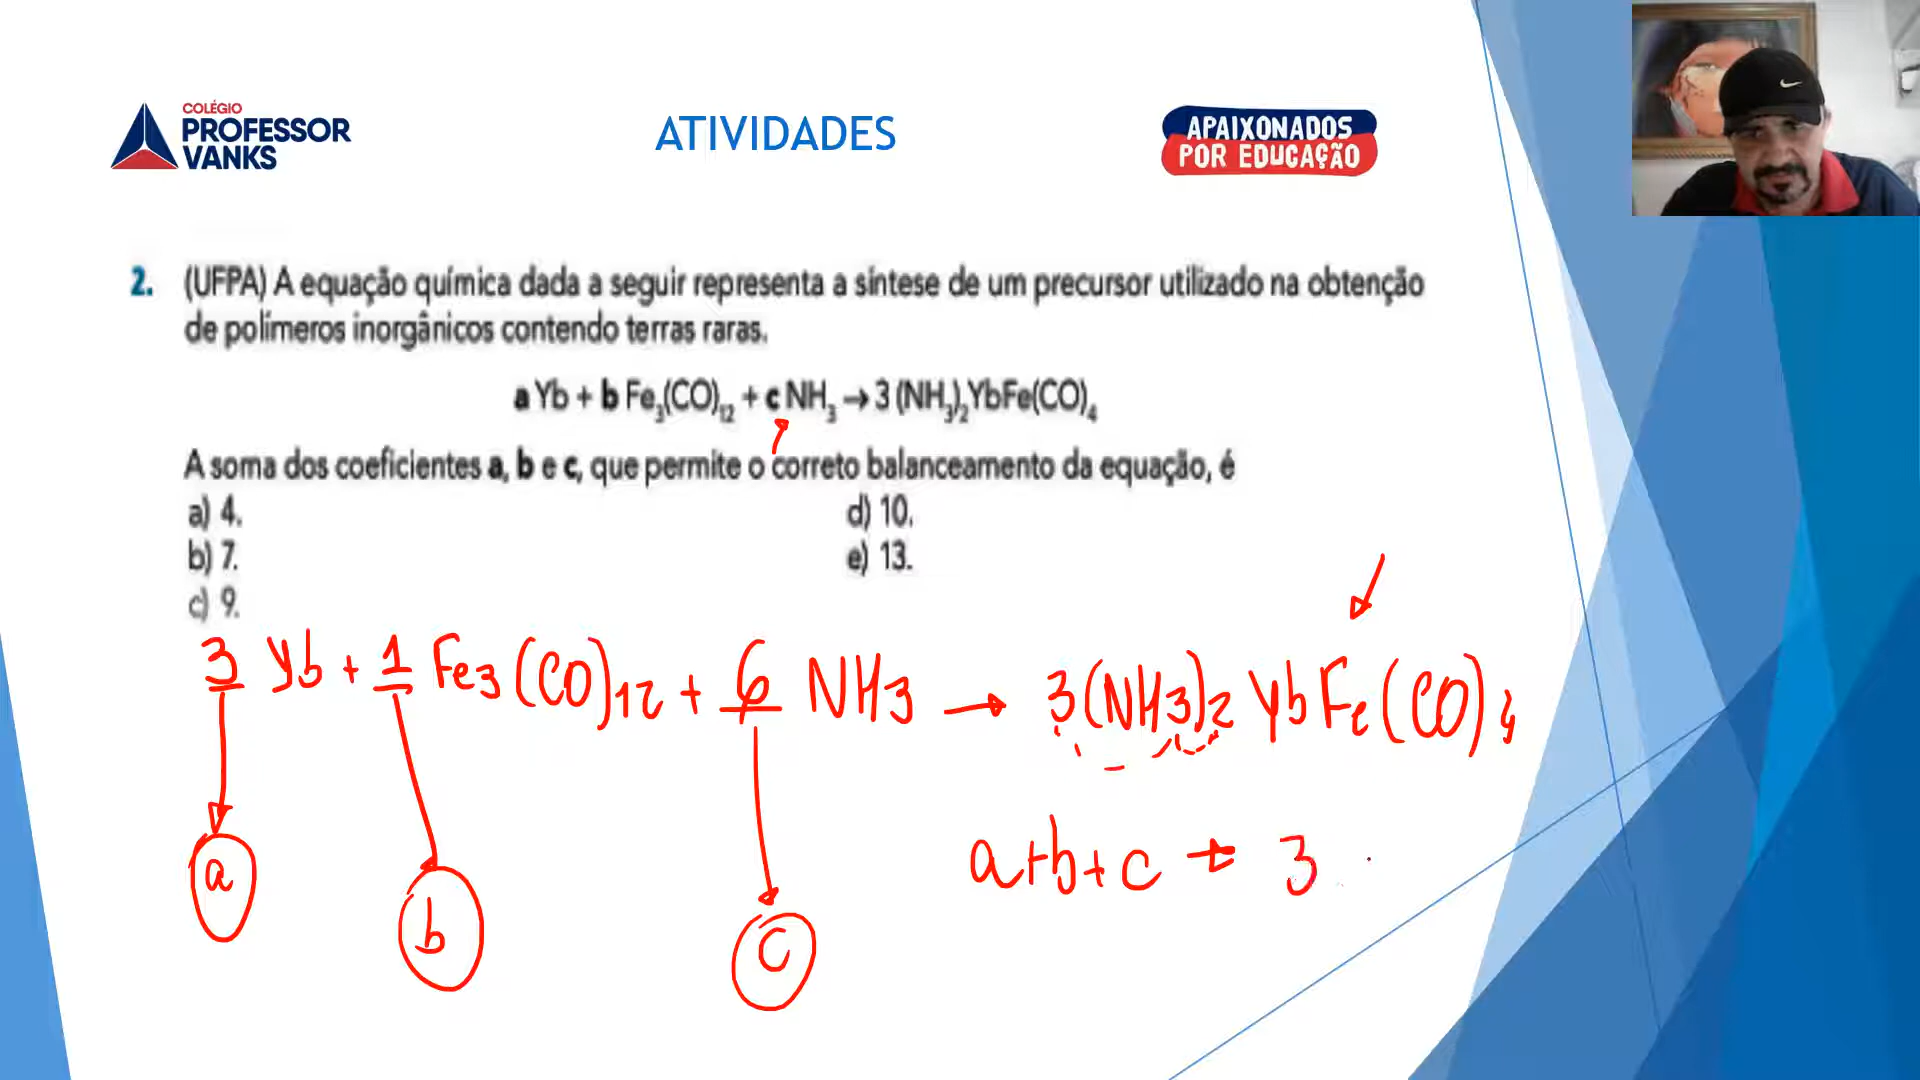 COLÉGIO
PROFESSOR
VANKS
ATIVIDADES
APAIXONADOS
POR EDUCAÇÃO
2. (UFPA) A equação química dada a seguir representa a síntese de um precursor utilizado na obtenção
de polímeros inorgânicos contendo terras raras.
a Yb + b Fe₃(CO)₁₂ + c NH₃ → 3 (NH₃)₂YbFe(CO)₄
A soma dos coeficientes a, b e c, que permite o correto balanceamento da equação, é
a) 4.
b) 7.
c) 9.
d) 10.
e) 13.
3 Yb + 1 Fe3(CO)12 + 6 NH3 → 3(NH3)2 YbFe(CO)4
a
b
c
a+b+c = 3